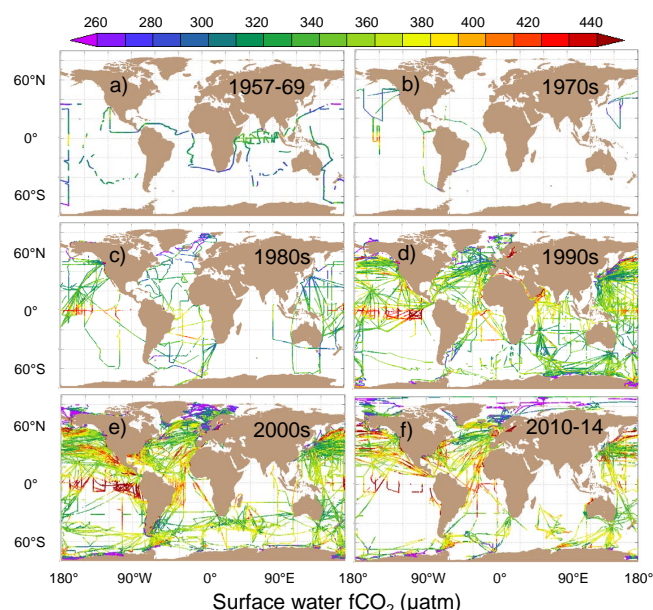 260 280 300 320 340 360 380 400 420 440
a) 1957-69 b) 1970s
60°N
0°
60°S
c) 1980s d) 1990s
60°N
0°
60°S
e) 2000s f) 2010-14
60°N
0°
60°S
180° 90°W 0° 90°E 180° 90°W 0° 90°E 180°
Surface water fCO₂ (μatm)